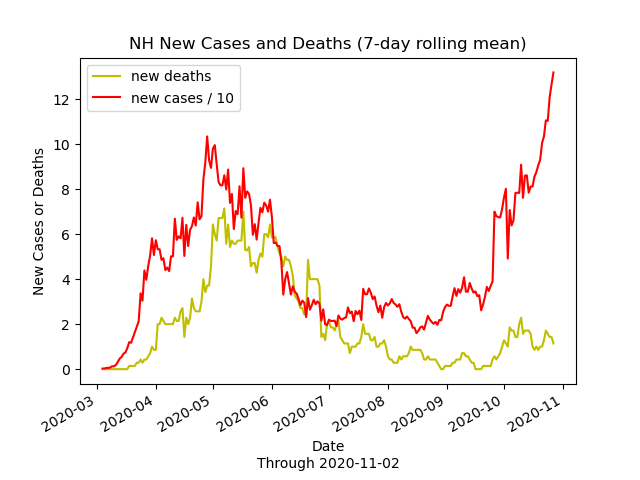 NH New Cases and Deaths (7-day rolling mean)
new deaths
new cases / 10
New Cases or Deaths
12
10
8
6
4
2
0
2020-03
2020-04
2020-05
2020-06
2020-07
2020-08
2020-09
2020-10
2020-11
Date
Through 2020-11-02